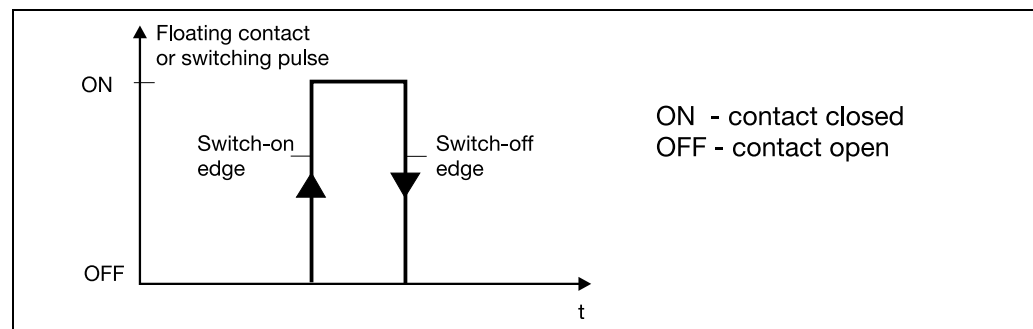 Floating contact
or switching pulse
ON
Switch-on
edge
Switch-off
edge
OFF
t
ON - contact closed
OFF - contact open